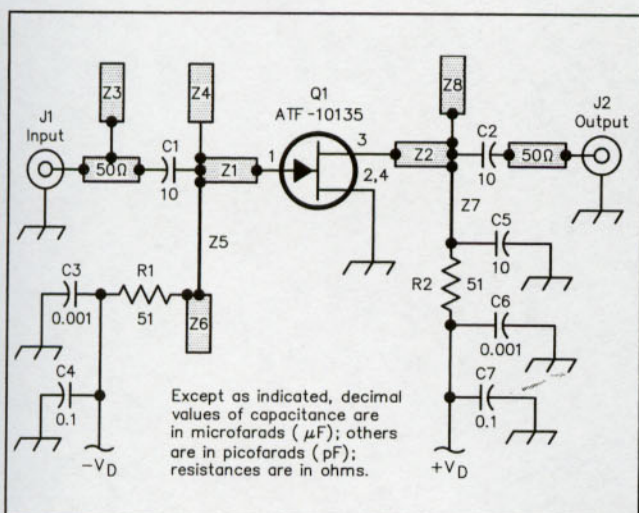 J1
Input
Z3
50Ω
C1
10
Z4
Z1
1
Q1
ATF-10135
3
2,4
Z2
Z8
C2
10
50Ω
J2
Output
Z5
Z6
C3
0.001
R1
51
C4
0.1
−VD
Z7
C5
10
R2
51
C6
0.001
C7
0.1
+VD
Except as indicated, decimal
values of capacitance are
in microfarads (μF); others
are in picofarads (pF);
resistances are in ohms.